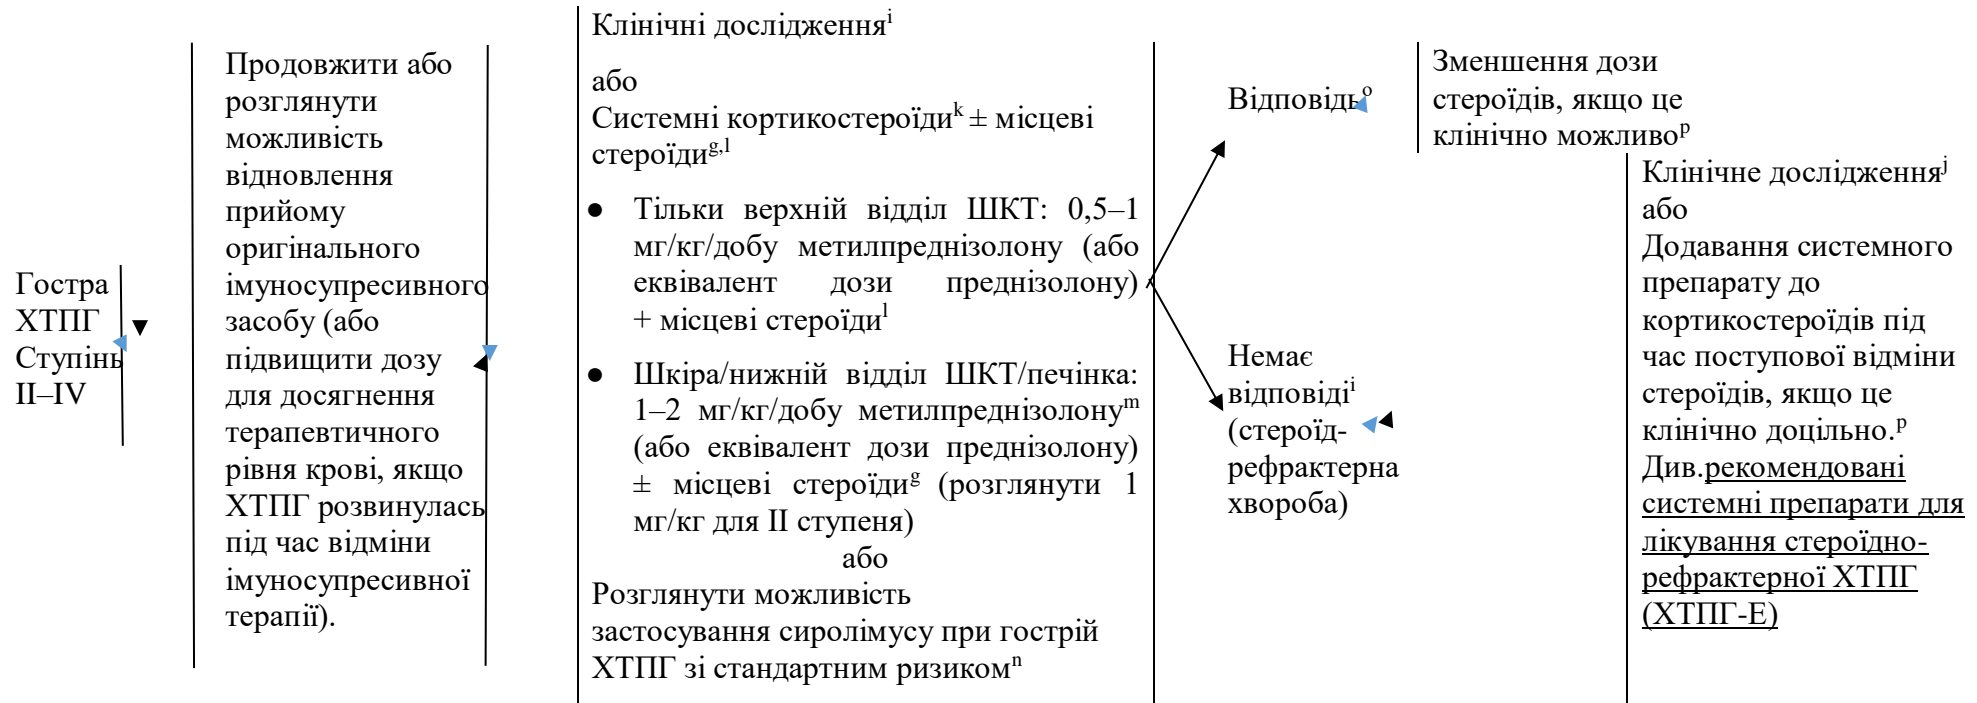 Гостра
ХТПГ
Ступінь
II–IV
Продовжити або
розглянути
можливість
відновлення
прийому
оригінального
імуносупресивного
засобу (або
підвищити дозу
для досягнення
терапевтичного
рівня крові, якщо
ХТПГ розвинулась
під час відміни
імуносупресивної
терапії).
Клінічні дослідженняⁱ
або
Системні кортикостероїдиᵏ ± місцеві
стероїдиᵍ,ˡ
● Тільки верхній відділ ШКТ: 0,5–1
мг/кг/добу метилпреднізолону (або
еквівалент дози преднізолону)
+ місцеві стероїдиˡ
● Шкіра/нижній відділ ШКТ/печінка:
1–2 мг/кг/добу метилпреднізолонуᵐ
(або еквівалент дози преднізолону)
± місцеві стероїдиᵍ (розглянути 1
мг/кг для II ступеня)
або
Розглянути можливість
застосування сиролімусу при гострій
ХТПГ зі стандартним ризикомⁿ
Відповідьᵒ
Зменшення дози
стероїдів, якщо це
клінічно можливоᵖ
Немає
відповідіⁱ
(стероїд-
рефрактерна
хвороба)
Клінічне дослідженняʲ
або
Додавання системного
препарату до
кортикостероїдів під
час поступової відміни
стероїдів, якщо це
клінічно доцільно.ᵖ
Див.рекомендовані
системні препарати для
лікування стероїдно-
рефрактерної ХТПГ
(ХТПГ-Е)